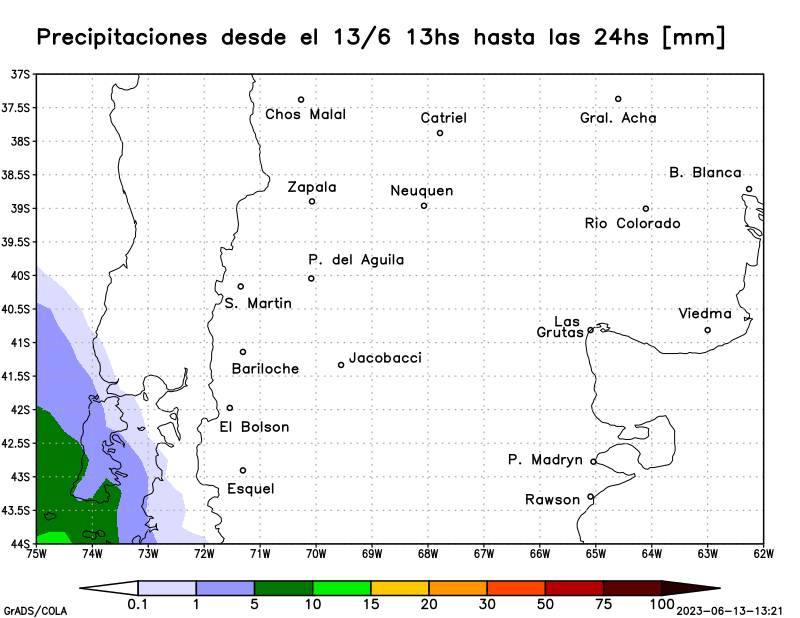 Precipitaciones desde el 13/6 13hs hasta las 24hs [mm]
37S
37.5S
38S
38.5S
39S
39.5S
40S
40.5S
41S
41.5S
42S
42.5S
43S
43.5S
44S
Chos Malal
Catriel
Gral. Acha
B. Blanca
Zapala
Neuquen
Rio Colorado
P. del Aguila
S. Martin
Las
Grutas
Viedma
Bariloche
Jacobacci
El Bolson
P. Madryn
Esquel
Rawson
75W 74W 73W 72W 71W 70W 69W 68W 67W 66W 65W 64W 63W 62W
0.1 1 5 10 15 20 30 50 75 100
GrADS/COLA
2023-06-13-13:21